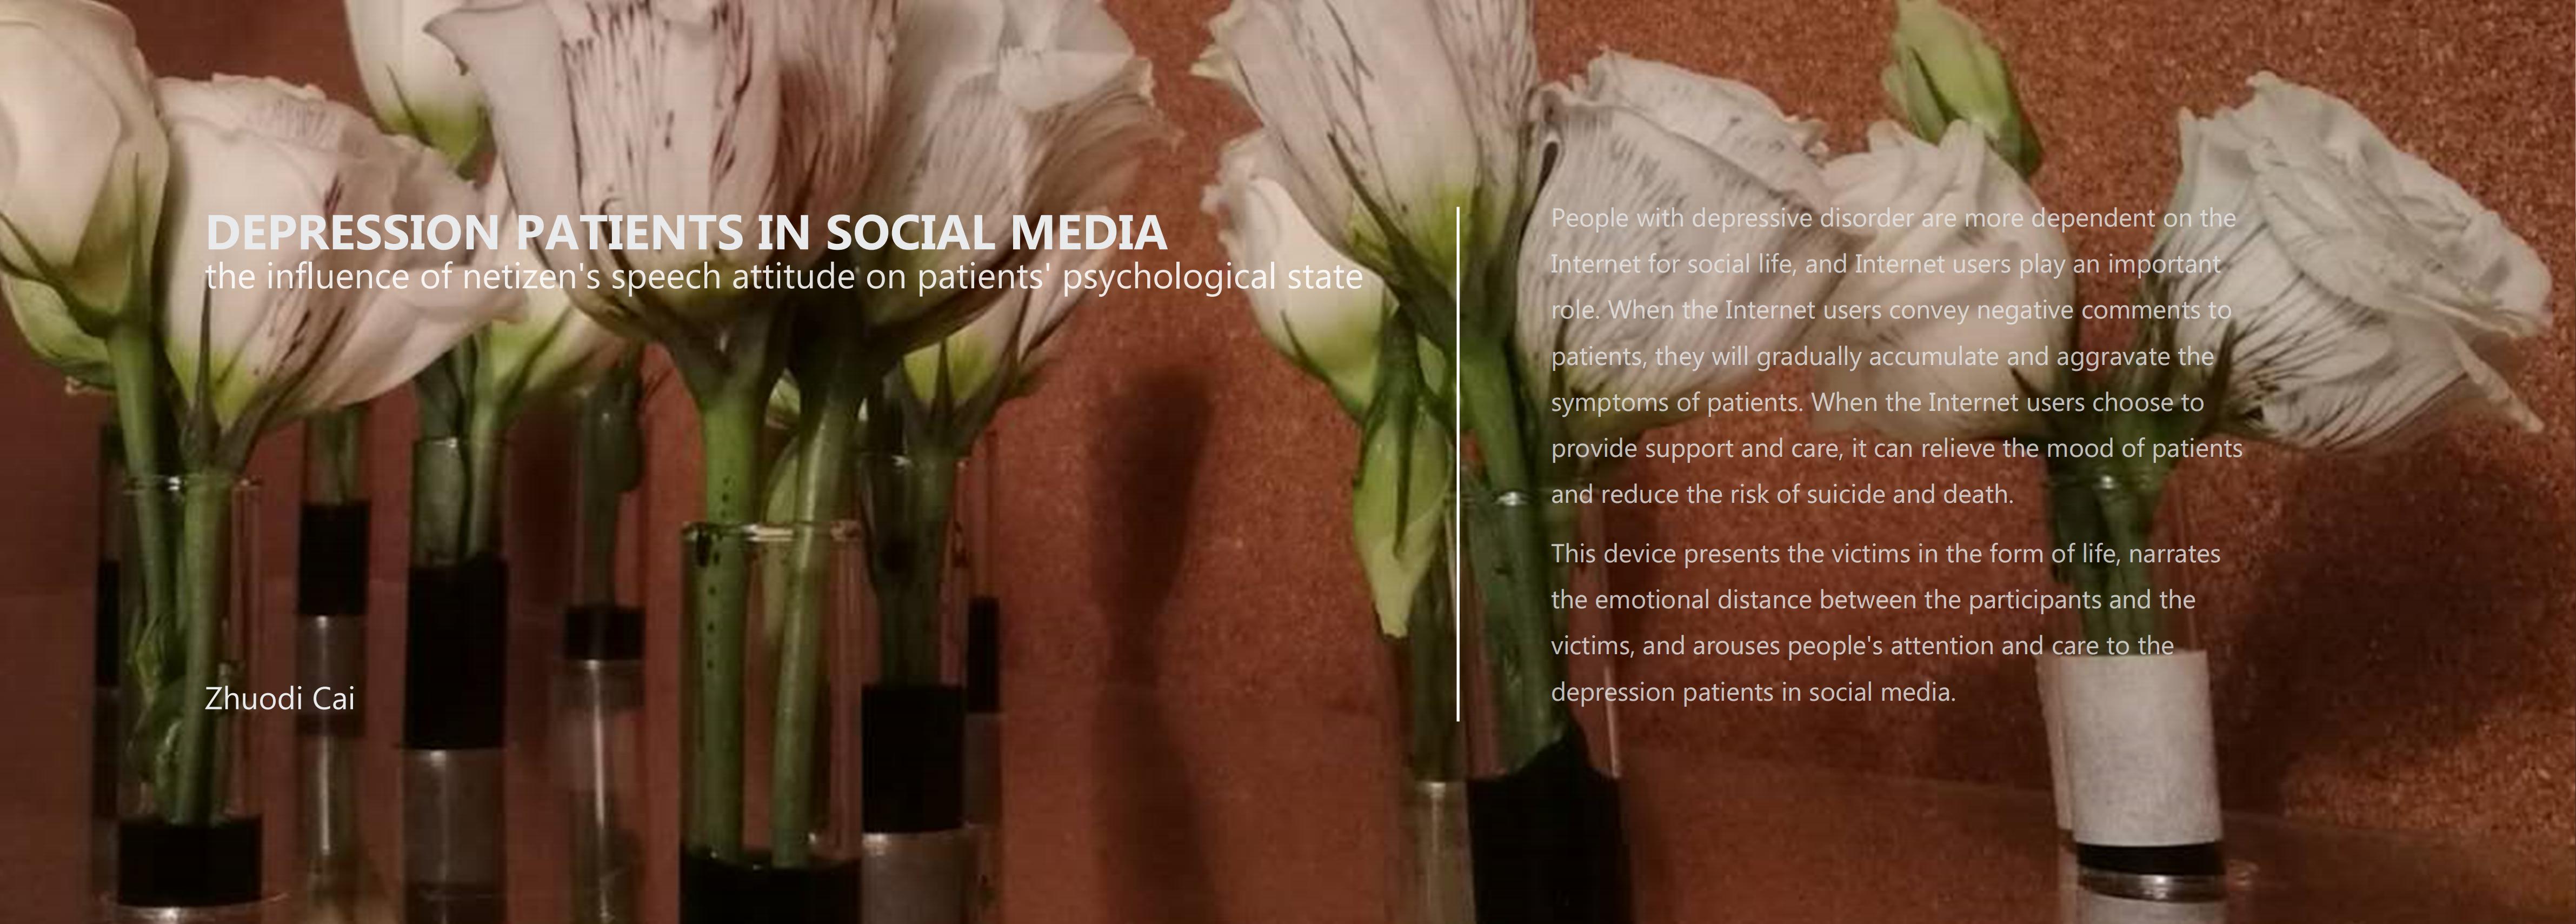 DEPRESSION PATIENTS IN SOCIAL MEDIA
the influence of netizen's speech attitude on patients' psychological state
Zhuodi Cai
People with depressive disorder are more dependent on the
Internet for social life, and Internet users play an important
role. When the Internet users convey negative comments to
patients, they will gradually accumulate and aggravate the
symptoms of patients. When the Internet users choose to
provide support and care, it can relieve the mood of patients
and reduce the risk of suicide and death.
This device presents the victims in the form of life, narrates
the emotional distance between the participants and the
victims, and arouses people's attention and care to the
depression patients in social media.